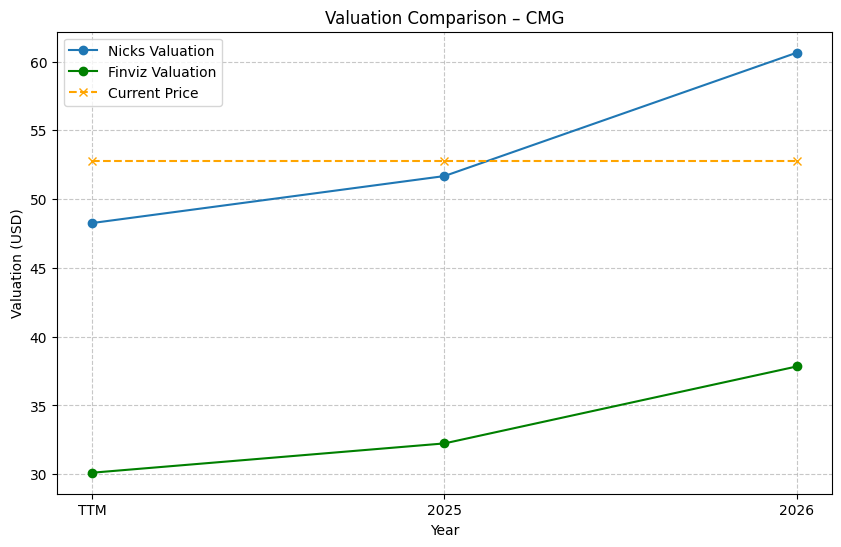 Valuation Comparison – CMG
Nicks Valuation
Finviz Valuation
Current Price
Valuation (USD)
60
55
50
45
40
35
30
TTM
2025
2026
Year